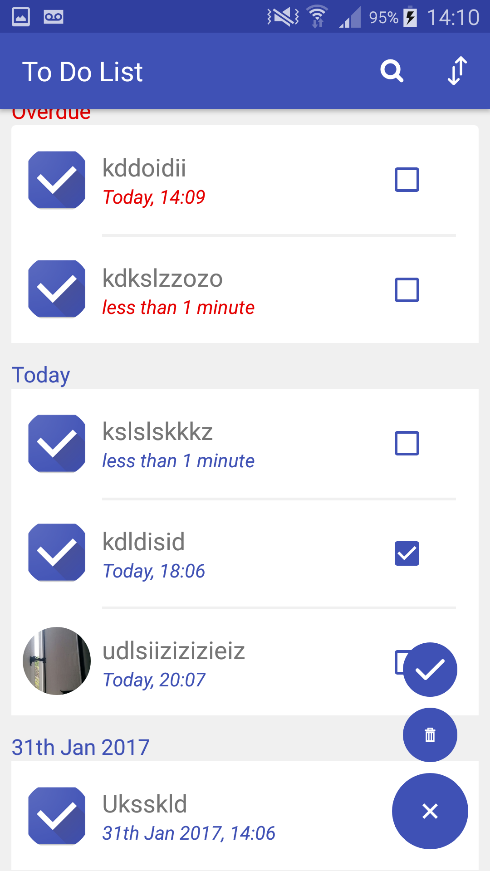 95%
14:10
To Do List
Overdue
kddoidii
Today, 14:09
kdkslzzozo
less than 1 minute
Today
kslslskkkz
less than 1 minute
kdldisid
Today, 18:06
udlsiizizizieiz
Today, 20:07
31th Jan 2017
Ukssklđ
31th Jan 2017, 14:06